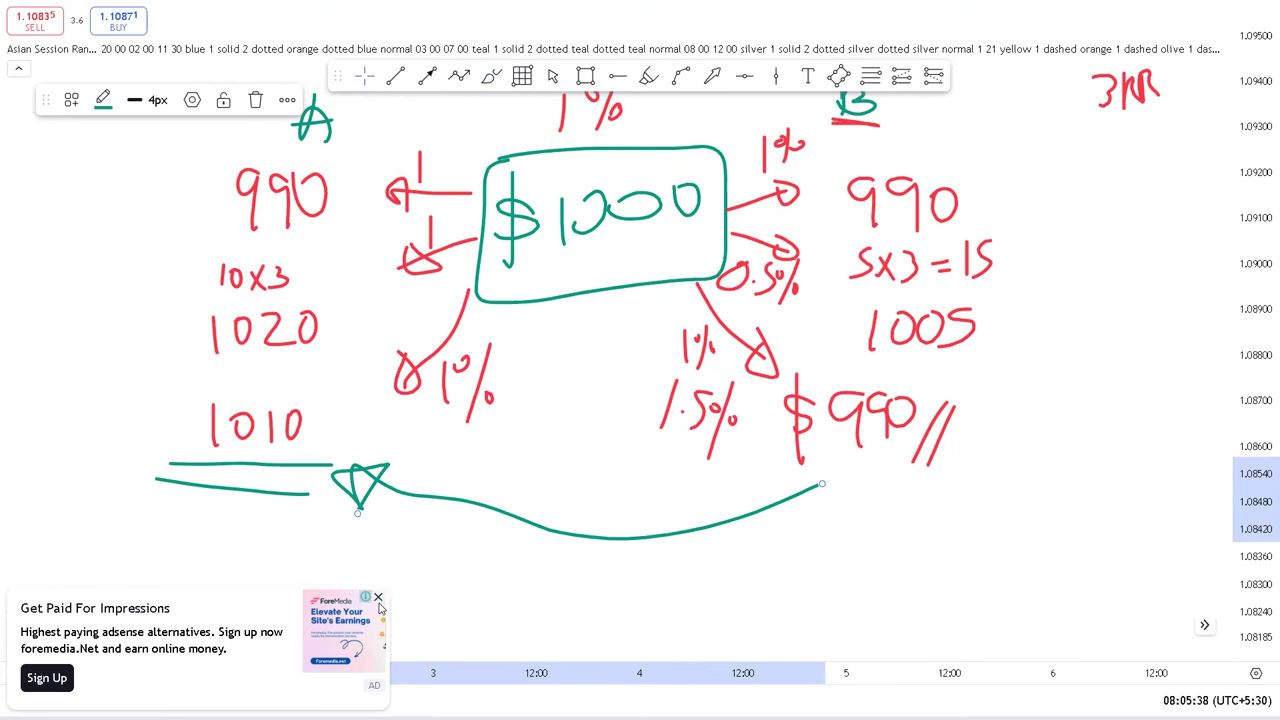 1.10835
SELL
3.6
1.10871
BUY
Asian Session Ran... 20 00 02 00 11 30 blue 1 solid 2 dotted orange dotted blue normal 03 00 07 00 teal 1 solid 2 dotted teal dotted teal normal 08 00 12 00 silver 1 solid 2 dotted silver dotted silver normal 1 21 yellow 1 dashed orange 1 dashed olive 1 das...
4px
T
A
1%
B
3RR
990
1
$1000
1%
990
10x3
1
0.5%
5x3=15
1020
1%
1%
1005
1010
1.5%
$990//
1.09500
1.09400
1.09300
1.09200
1.09100
1.09000
1.08900
1.08800
1.08700
1.08600
1.08540
1.08480
1.08420
1.08360
1.08300
1.08240
1.08185
Get Paid For Impressions
Highest paying adsense alternatives. Sign up now
foremedia.Net and earn online money.
Sign Up
ForeMedia
Elevate Your
Site's Earnings
Foremedia.net
AD
3
12:00
4
12:00
5
12:00
6
12:00
08:05:38 (UTC+5:30)